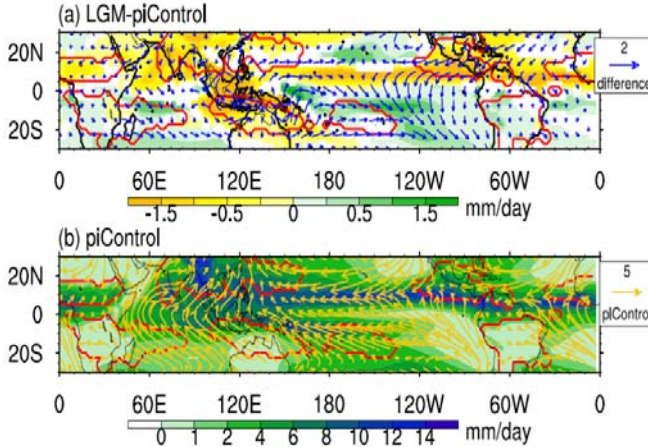 (a) LGM-piControl
20N
0
20S
2
difference
0 60E 120E 180 120W 60W 0
-1.5 -0.5 0 0.5 1.5 mm/day
(b) piControl
20N
0
20S
5
piControl
0 60E 120E 180 120W 60W 0
0 1 2 4 6 8 10 12 14 mm/day